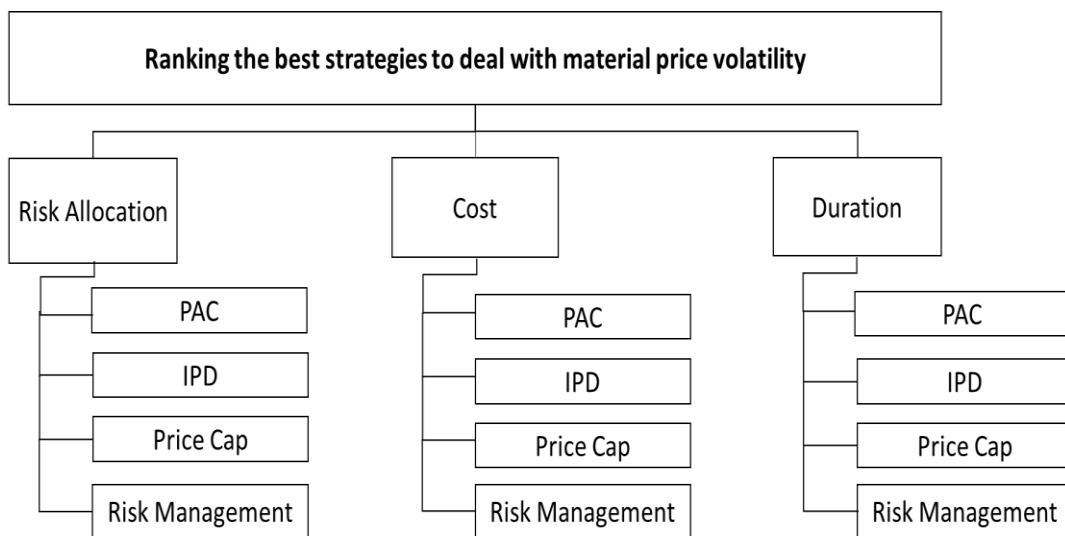 Ranking the best strategies to deal with material price volatility
Risk Allocation
PAC
IPD
Price Cap
Risk Management
Cost
PAC
IPD
Price Cap
Risk Management
Duration
PAC
IPD
Price Cap
Risk Management